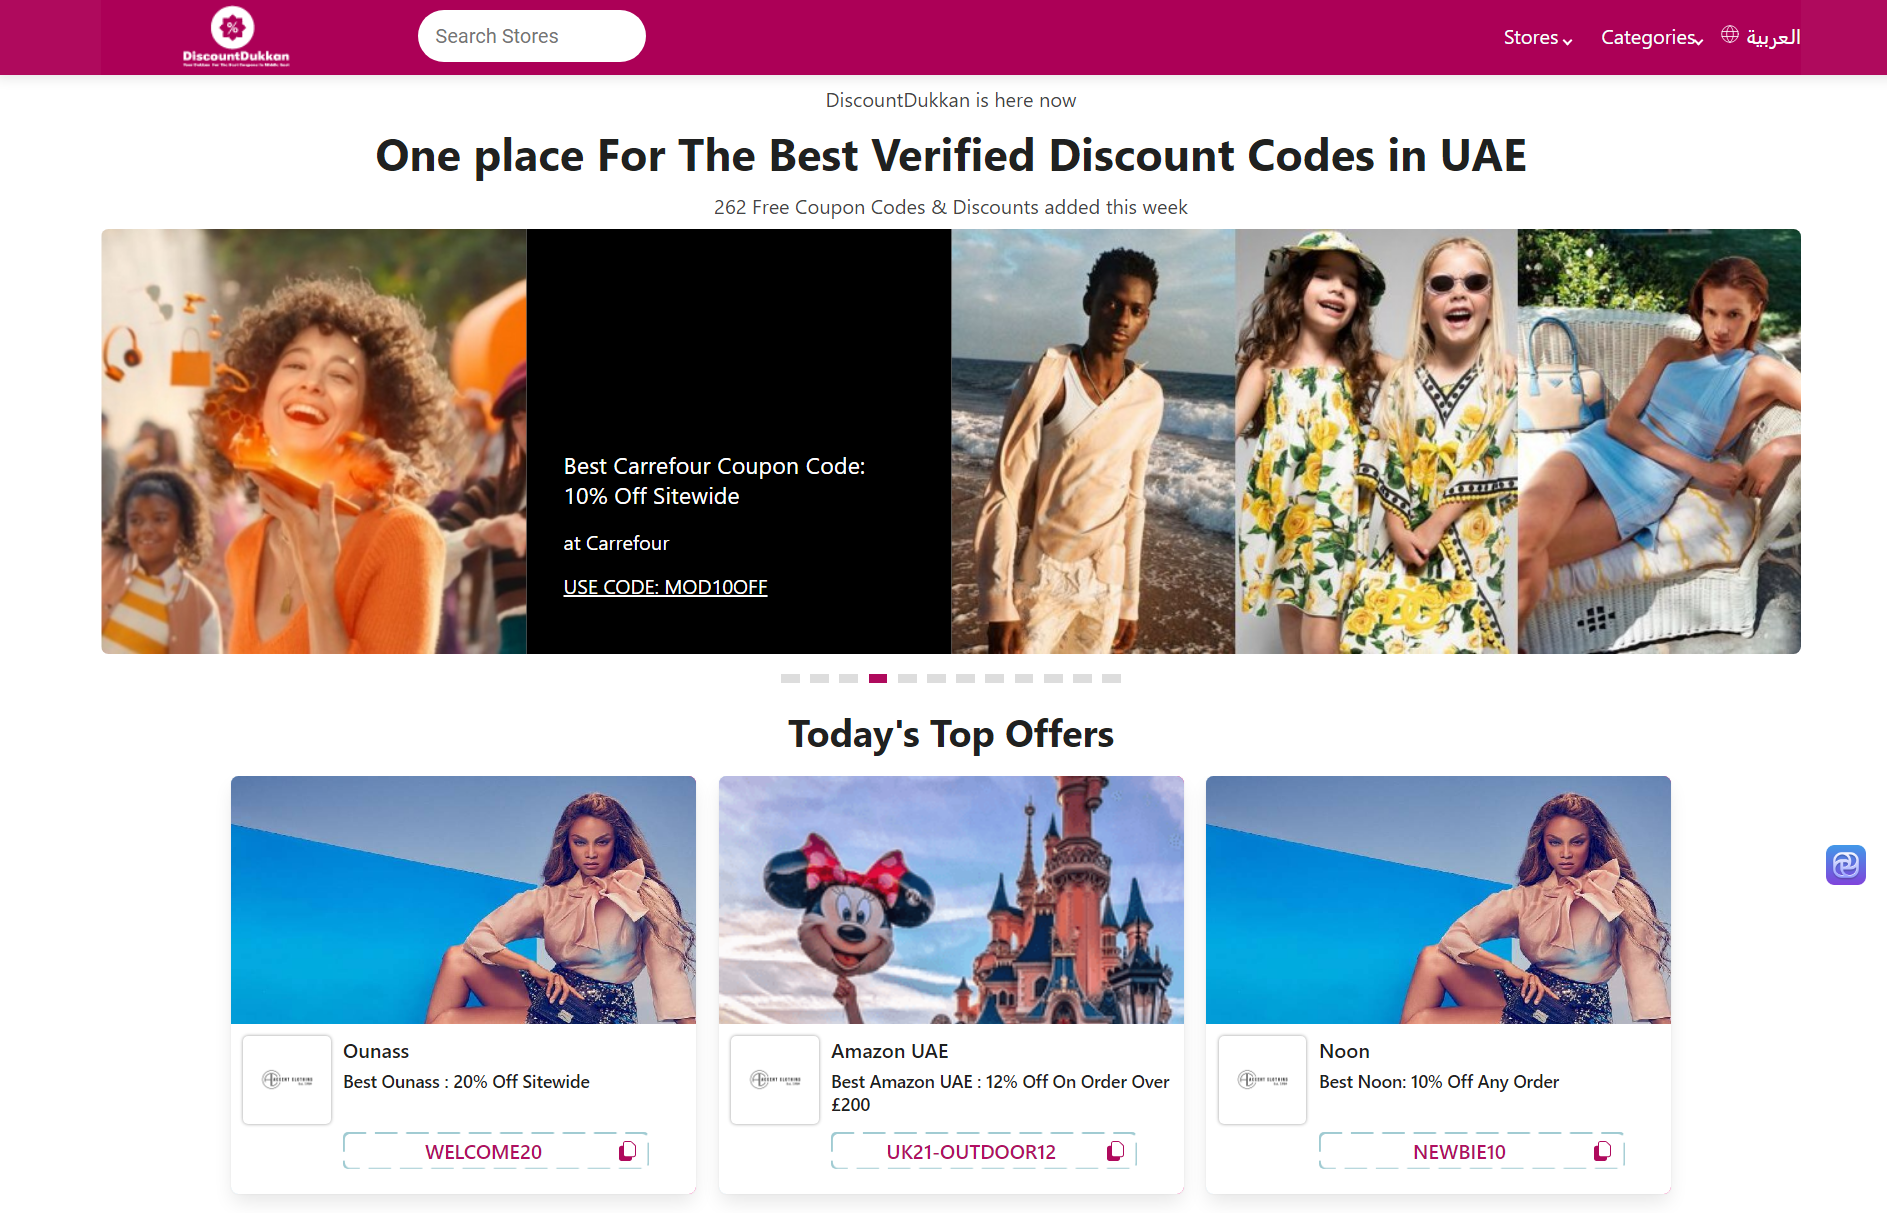 DiscountDukkan
Search Stores
Stores
Categories
العربية
DiscountDukkan is here now
One place For The Best Verified Discount Codes in UAE
262 Free Coupon Codes & Discounts added this week
Best Carrefour Coupon Code:
10% Off Sitewide
at Carrefour
USE CODE: MOD10OFF
Today's Top Offers
Ounass
Best Ounass : 20% Off Sitewide
WELCOME20
Amazon UAE
Best Amazon UAE : 12% Off On Order Over
£200
UK21-OUTDOOR12
Noon
Best Noon: 10% Off Any Order
NEWBIE10